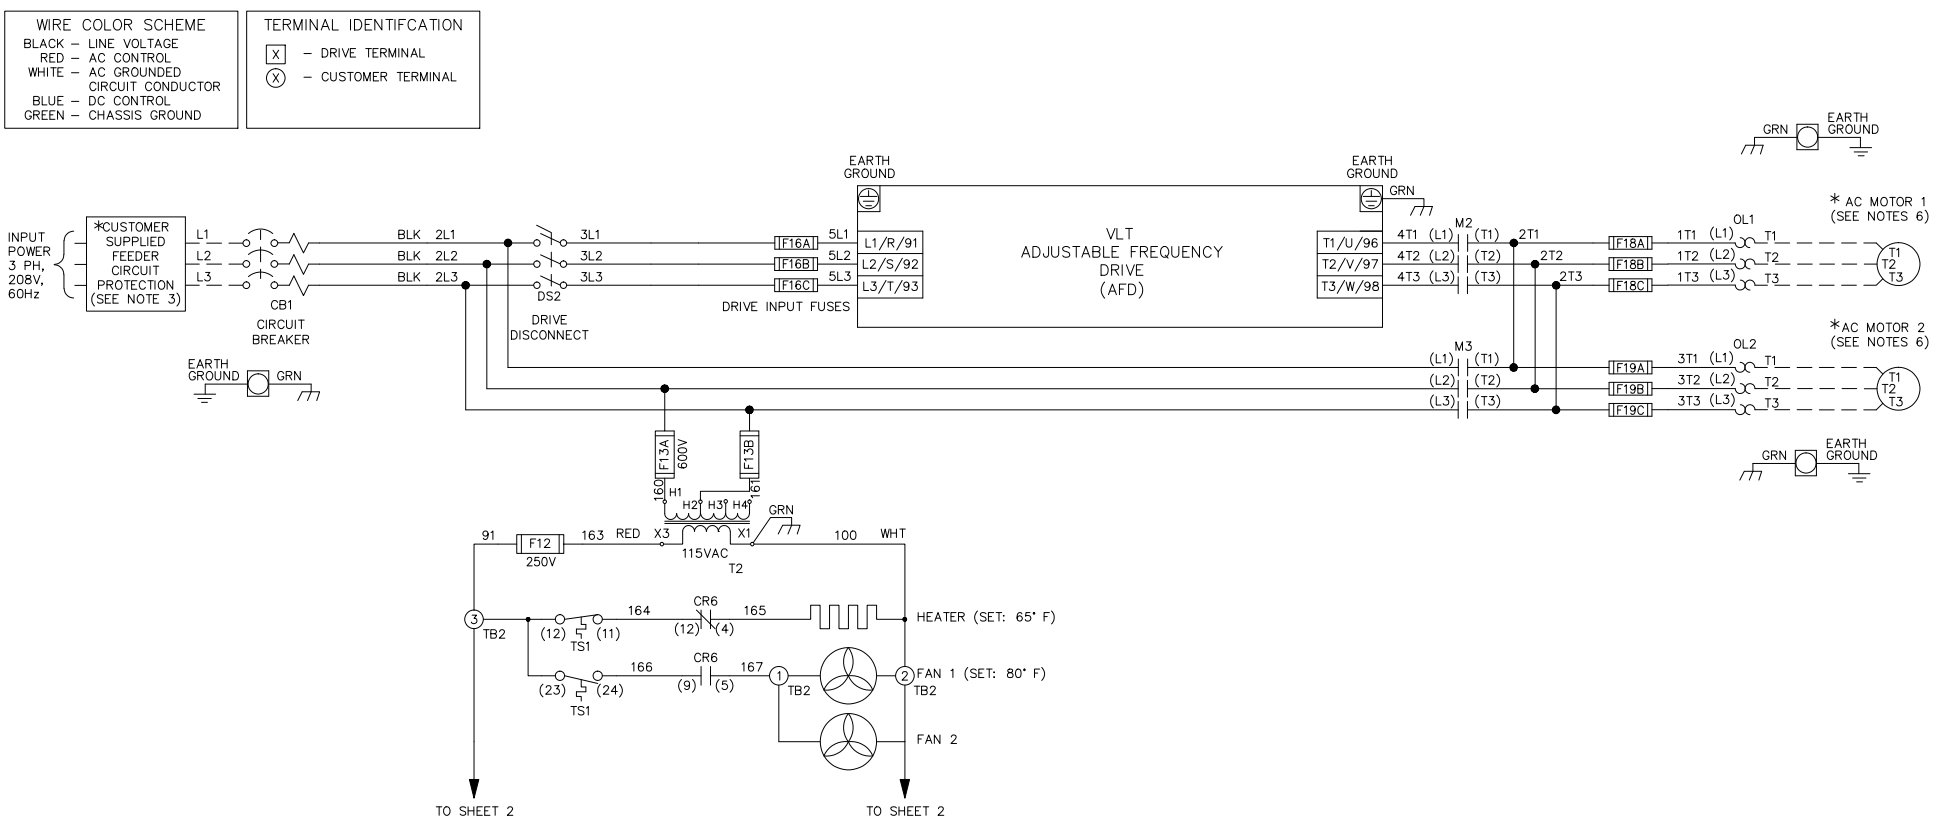 WIRE COLOR SCHEME
BLACK – LINE VOLTAGE
RED – AC CONTROL
WHITE – AC GROUNDED
CIRCUIT CONDUCTOR
BLUE – DC CONTROL
GREEN – CHASSIS GROUND
TERMINAL IDENTIFCATION
X – DRIVE TERMINAL
X – CUSTOMER TERMINAL
INPUT
POWER
3 PH,
208V,
60Hz
*CUSTOMER
SUPPLIED
FEEDER
CIRCUIT
PROTECTION
(SEE NOTE 3)
L1
L2
L3
CB1
CIRCUIT
BREAKER
BLK 2L1
BLK 2L2
BLK 2L3
DS2
DRIVE
DISCONNECT
3L1
3L2
3L3
F16A
F16B
F16C
DRIVE INPUT FUSES
5L1
5L2
5L3
EARTH
GROUND
L1/R/91
L2/S/92
L3/T/93
VLT
ADJUSTABLE FREQUENCY
DRIVE
(AFD)
EARTH
GROUND
GRN
T1/U/96
T2/V/97
T3/W/98
M2
4T1 (L1) (T1) 2T1
4T2 (L2) (T2) 2T2
4T3 (L3) (T3) 2T3
F18A
F18B
F18C
OL1
1T1 (L1) T1
1T2 (L2) T2
1T3 (L3) T3
GRN
EARTH
GROUND
* AC MOTOR 1
(SEE NOTES 6)
T1
T2
T3
M3
(L1) (T1)
(L2) (T2)
(L3) (T3)
F19A
F19B
F19C
OL2
3T1 (L1) T1
3T2 (L2) T2
3T3 (L3) T3
*AC MOTOR 2
(SEE NOTES 6)
T1
T2
T3
GRN
EARTH
GROUND
EARTH
GROUND
GRN
F13A
600V
F13B
160
161
H1
H2 H3 H4
GRN
91
F12
250V
163 RED X3
X1
115VAC
T2
100 WHT
3
TB2
(12) (11)
TS1
164
CR6
(12) (4)
165
HEATER (SET: 65° F)
(23) (24)
TS1
166
CR6
(9) (5)
167
1
TB2
2
TB2
FAN 1 (SET: 80° F)
FAN 2
TO SHEET 2
TO SHEET 2